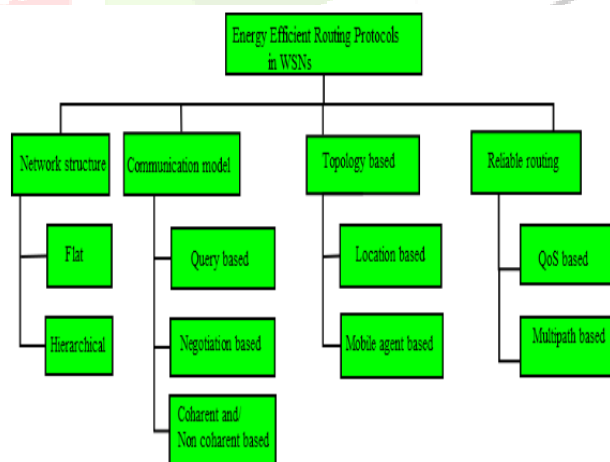 Energy Efficient Routing Protocols
in WSNs
Network structure
Communication model
Topology based
Reliable routing
Flat
Query based
Location based
QoS based
Hierarchical
Negotiation based
Mobile agent based
Multipath based
Coharent and/
Non coharent based